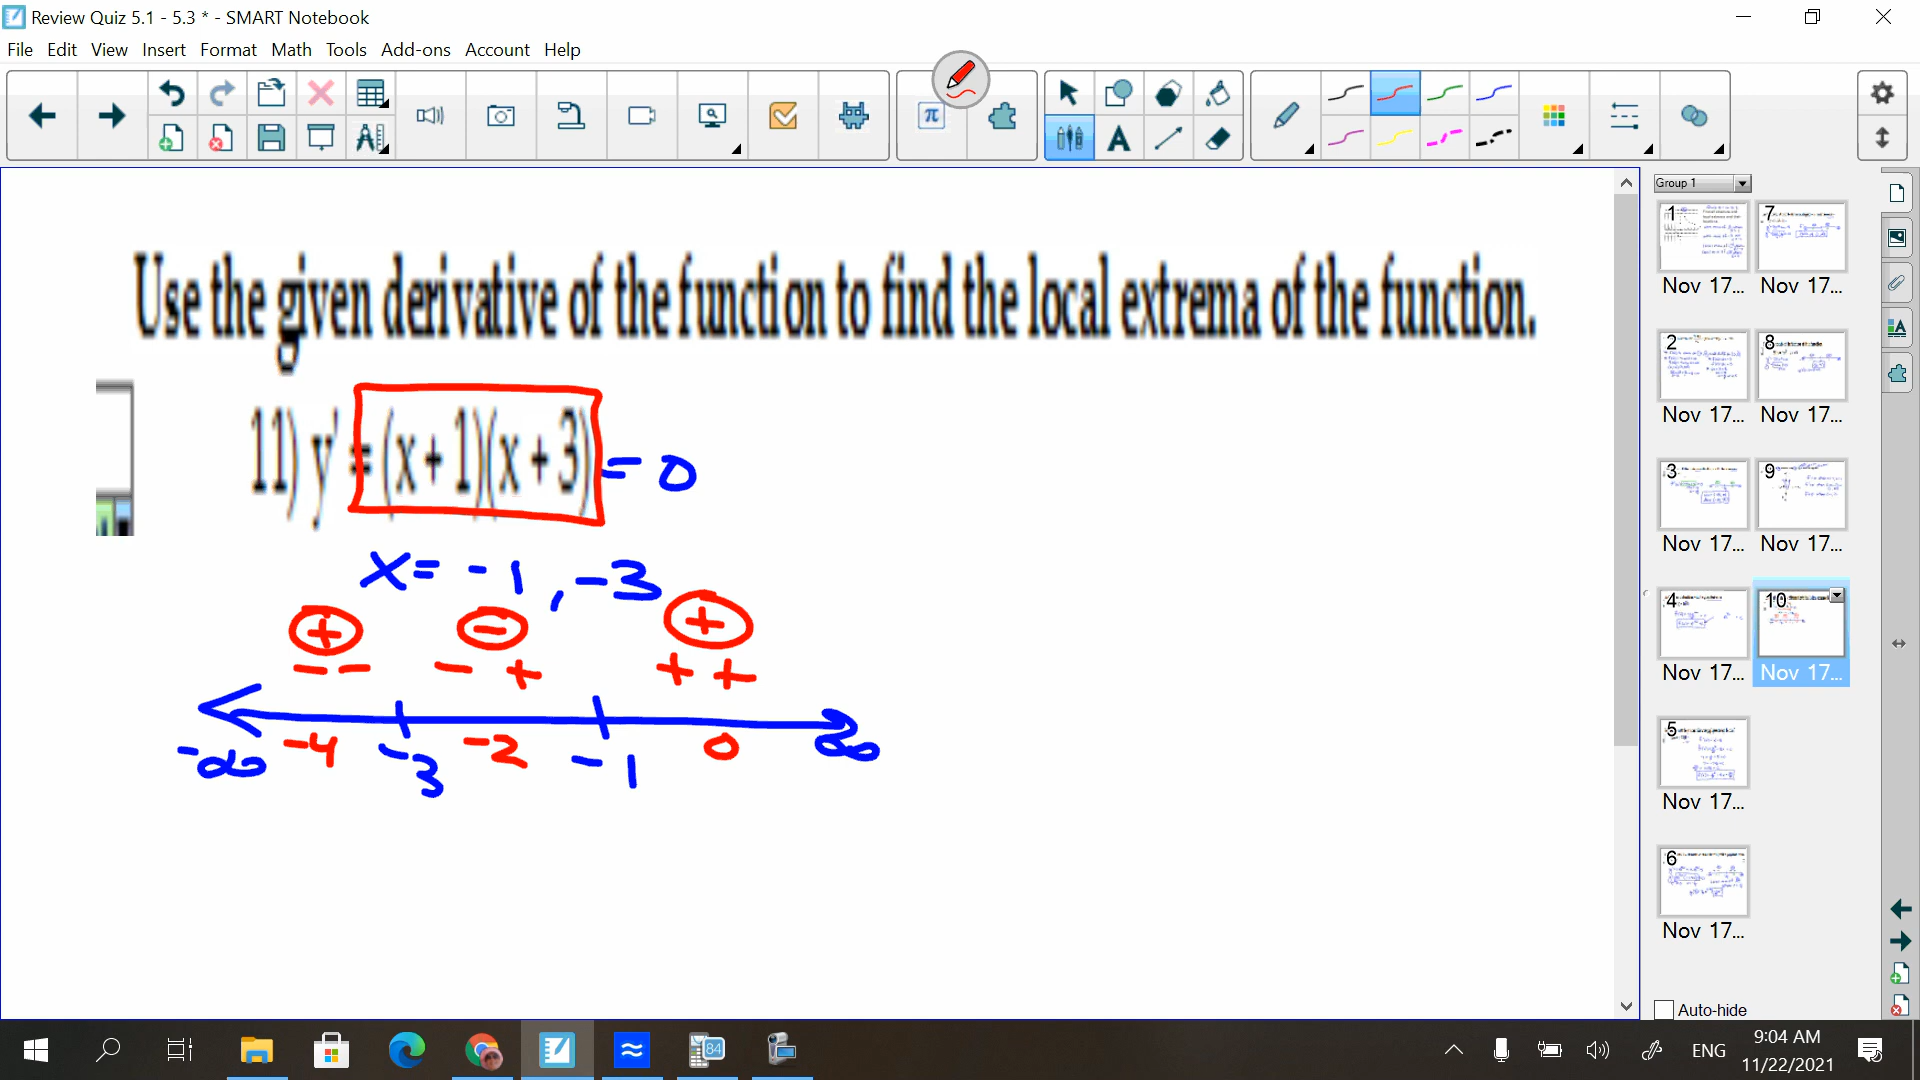 Review Quiz 5.1 - 5.3 * - SMART Notebook
File Edit View Insert Format Math Tools Add-ons Account Help
π
A
Group 1
Use the given derivative of the function to find the local extrema of the function.
11) y' = (x + 1)(x + 3) = 0
x = -1, -3
+ - +
- - - + + +
-∞ -4 -3 -2 -1 0 ∞
1 7
Nov 17... Nov 17...
2 8
Nov 17... Nov 17...
3 9
Nov 17... Nov 17...
4 10
Nov 17... Nov 17...
5
Nov 17...
6
Nov 17...
Auto-hide
84
ENG
9:04 AM
11/22/2021